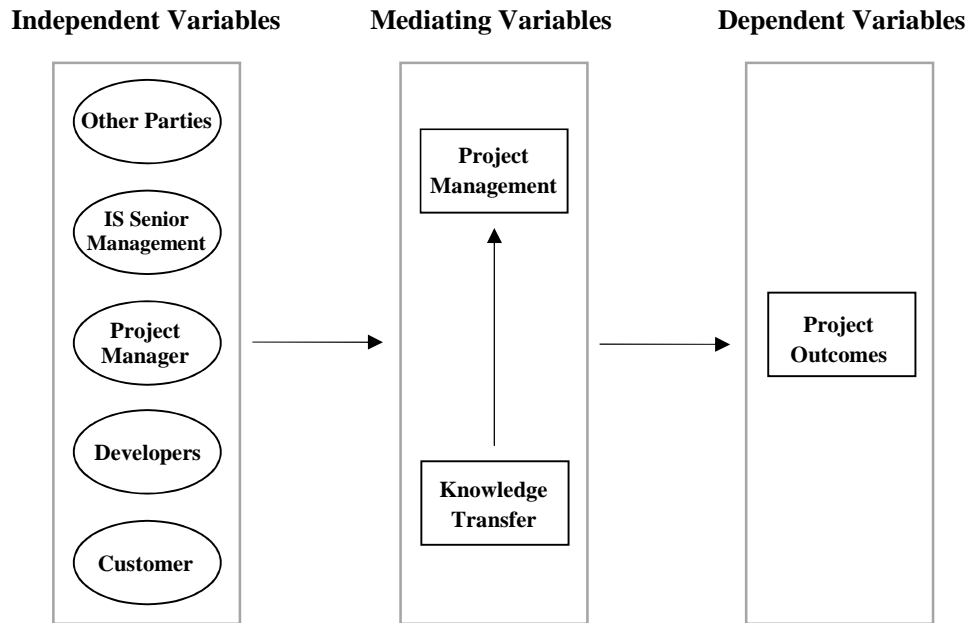 Independent Variables
Mediating Variables
Dependent Variables
Other Parties
IS Senior
Management
Project
Manager
Developers
Customer
Project
Management
Knowledge
Transfer
Project
Outcomes